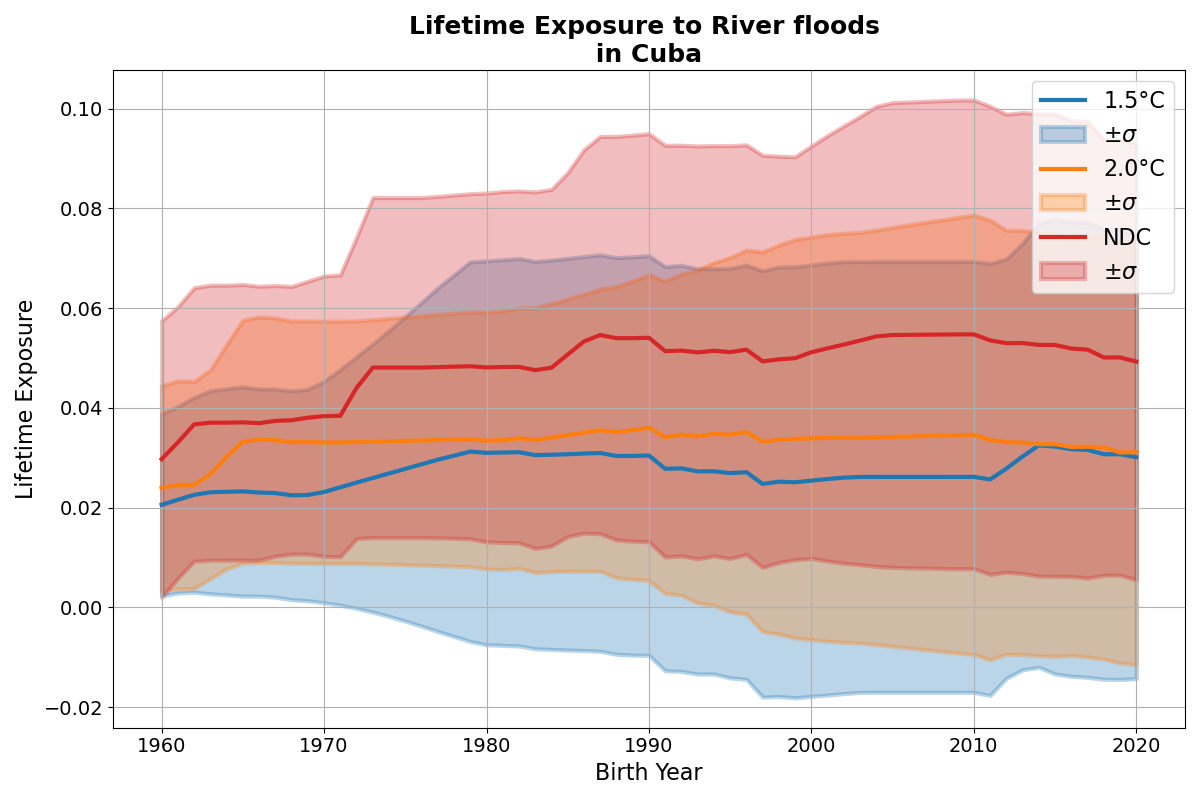 Lifetime Exposure to River floods
in Cuba
Lifetime Exposure
0.10
0.08
0.06
0.04
0.02
0.00
−0.02
1.5°C
±σ
2.0°C
±σ
NDC
±σ
1960
1970
1980
1990
2000
2010
2020
Birth Year